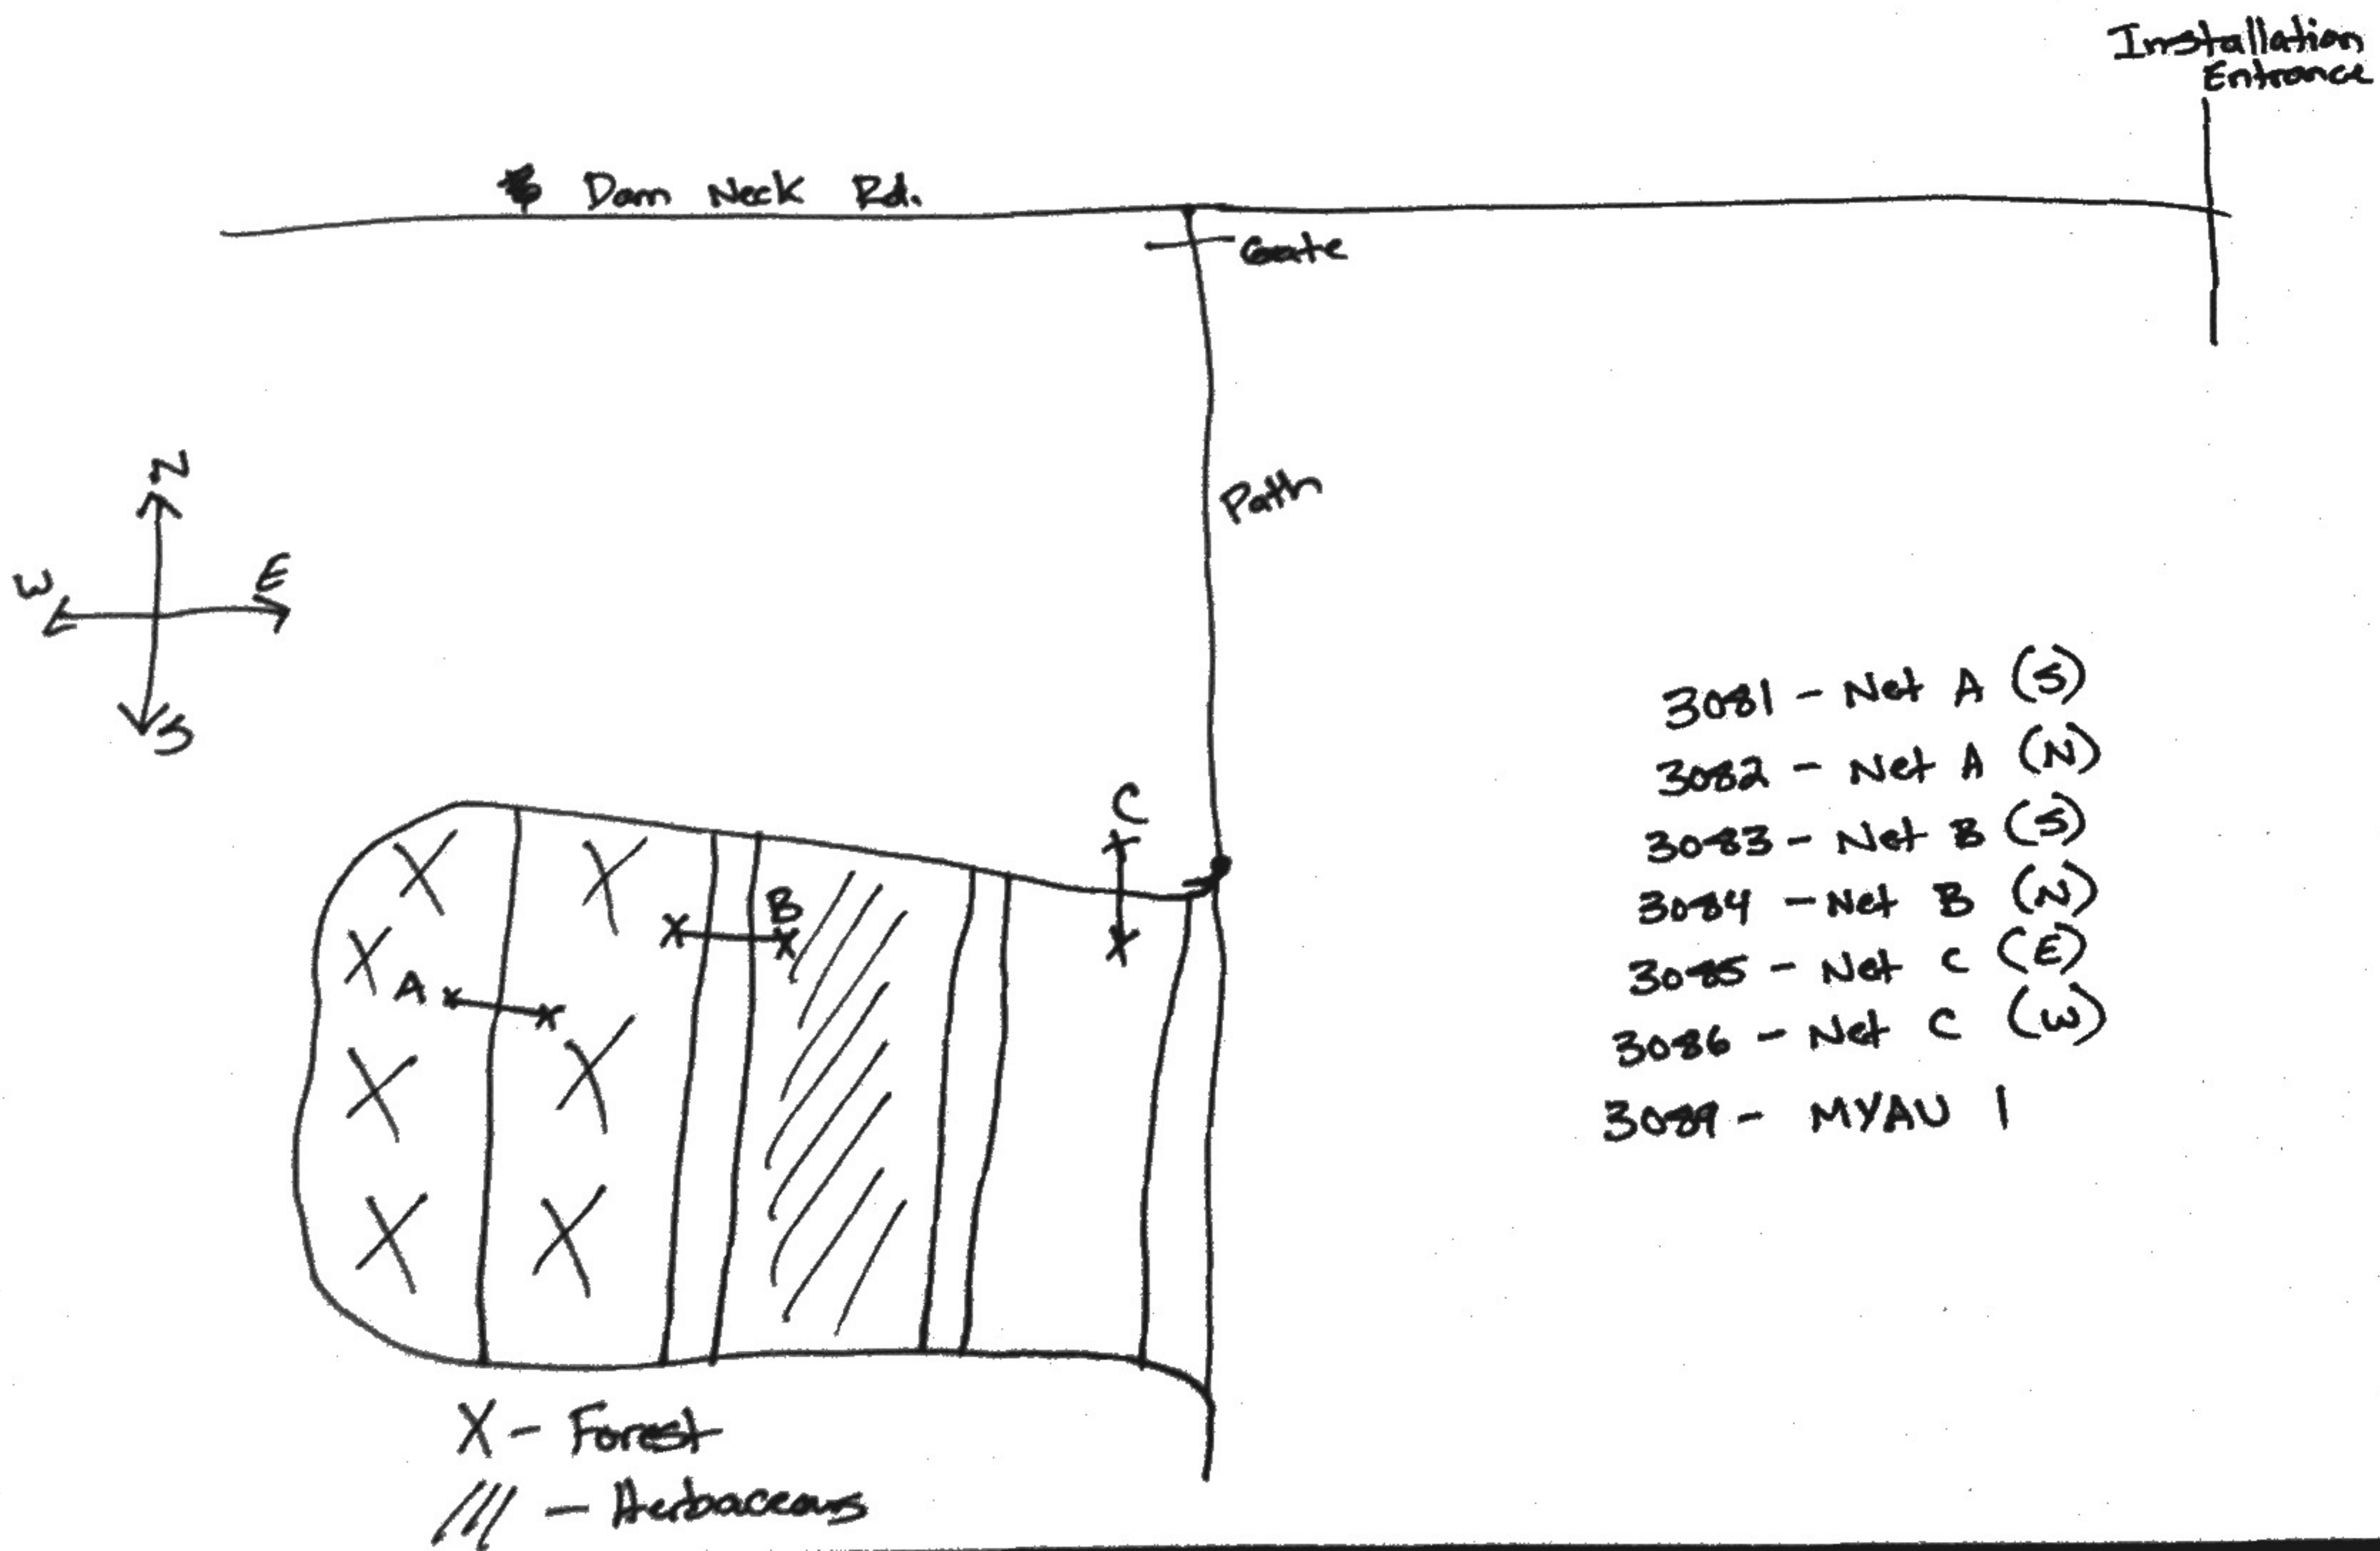 Installation
Entrance
Dam Neck Rd.
Gate
N
Path
W
E
S
3081 - Net A (S)
3082 - Net A (N)
3083 - Net B (S)
3084 - Net B (N)
3085 - Net C (E)
3086 - Net C (W)
3089 - MYAU 1
C
B
A
X - Forest
/// - Herbaceous